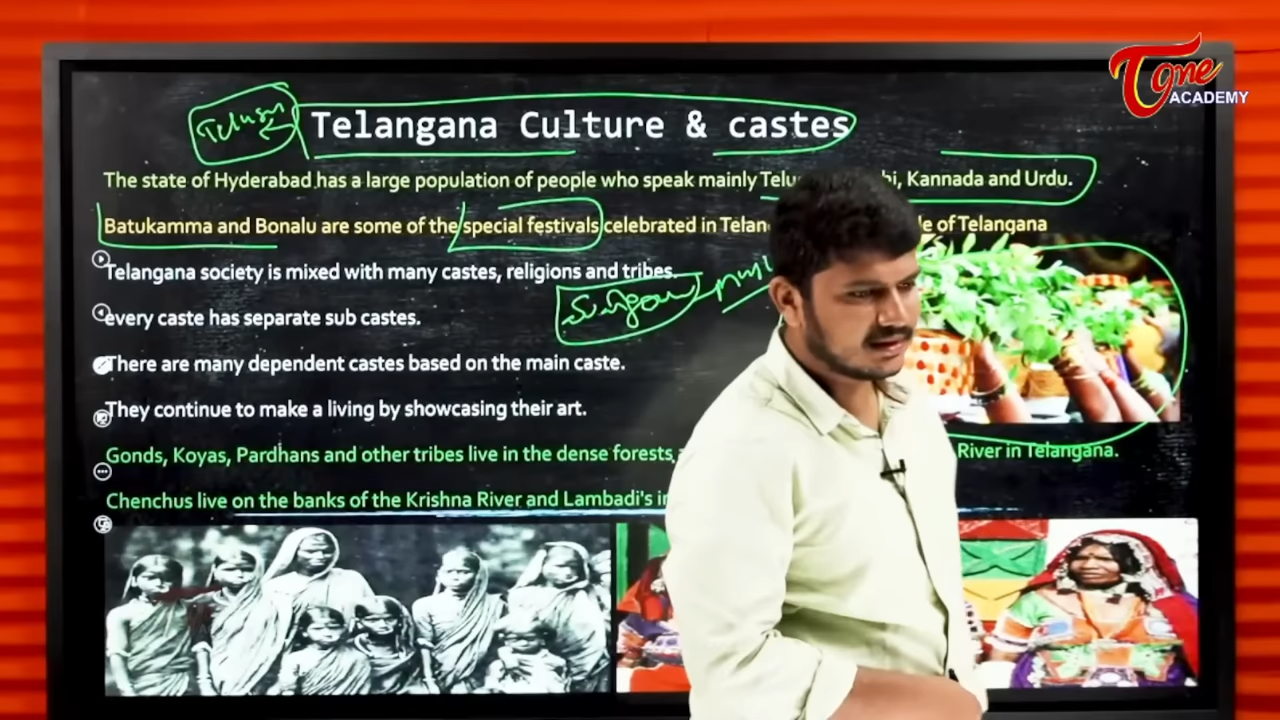 Tone
ACADEMY
Telangana Culture & castes
The state of Hyderabad has a large population of people who speak mainly Telu hi, Kannada and Urdu.
Batukamma and Bonalu are some of the special festivals celebrated in Telan le of Telangana
Telangana society is mixed with many castes, religions and tribes.
every caste has separate sub castes.
There are many dependent castes based on the main caste.
They continue to make a living by showcasing their art.
Gonds, Koyas, Pardhans and other tribes live in the dense forests River in Telangana.
Chenchus live on the banks of the Krishna River and Lambadi's in